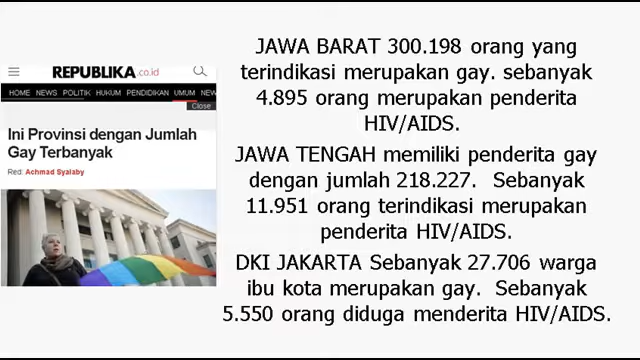 REPUBLIKA.co.id
HOME NEWS POLITIK HUKUM PENDIDIKAN UMUM NEW
Close
Ini Provinsi dengan Jumlah
Gay Terbanyak
Red: Achmad Syalaby
JAWA BARAT 300.198 orang yang
terindikasi merupakan gay. sebanyak
4.895 orang merupakan penderita
HIV/AIDS.
JAWA TENGAH memiliki penderita gay
dengan jumlah 218.227. Sebanyak
11.951 orang terindikasi merupakan
penderita HIV/AIDS.
DKI JAKARTA Sebanyak 27.706 warga
ibu kota merupakan gay. Sebanyak
5.550 orang diduga menderita HIV/AIDS.